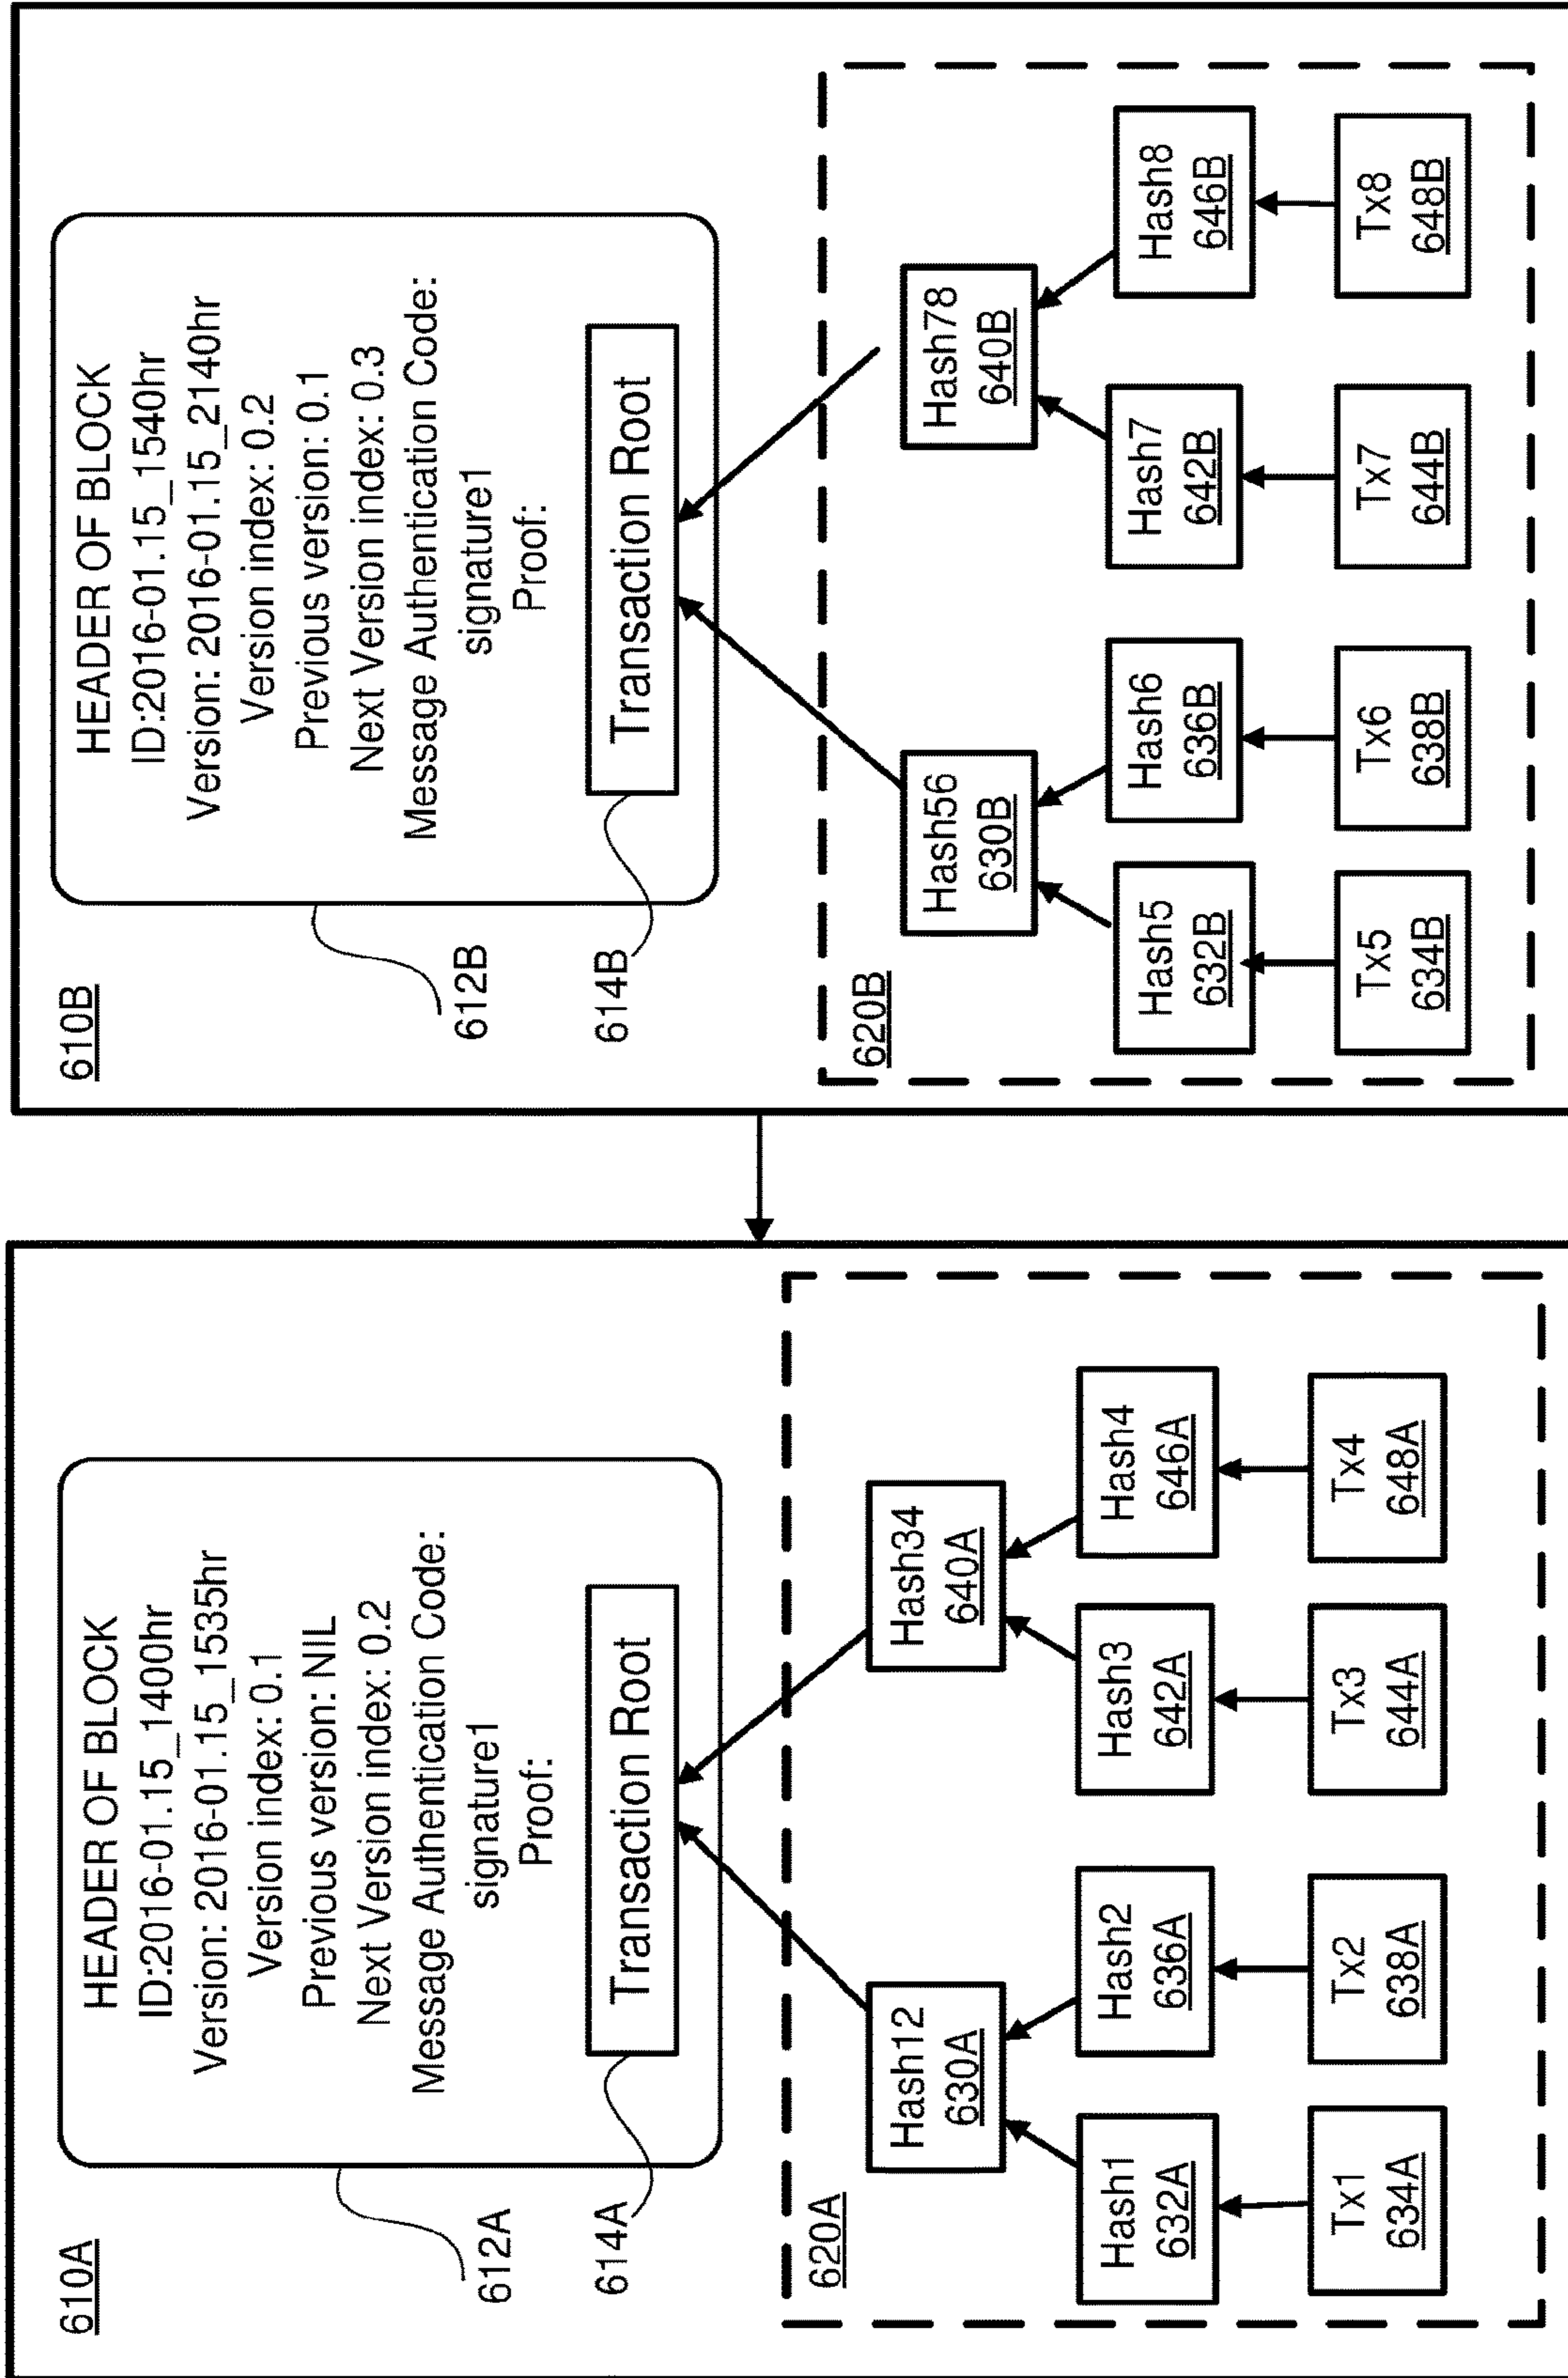 610A
HEADER OF BLOCK
ID:2016-01.15_1400hr
Version: 2016-01.15_1535hr
Version index: 0.1
Previous version: NIL
Next Version index: 0.2
Message Authentication Code:
signature1
Proof:
Transaction Root
612A
614A
620A
Hash12
630A
Hash34
640A
Hash1
632A
Hash2
636A
Hash3
642A
Hash4
646A
Tx1
634A
Tx2
638A
Tx3
644A
Tx4
648A
610B
HEADER OF BLOCK
ID:2016-01.15_1540hr
Version: 2016-01.15_2140hr
Version index: 0.2
Previous version: 0.1
Next Version index: 0.3
Message Authentication Code:
signature1
Proof:
Transaction Root
612B
614B
620B
Hash56
630B
Hash78
640B
Hash5
632B
Hash6
636B
Hash7
642B
Hash8
646B
Tx5
634B
Tx6
638B
Tx7
644B
Tx8
648B